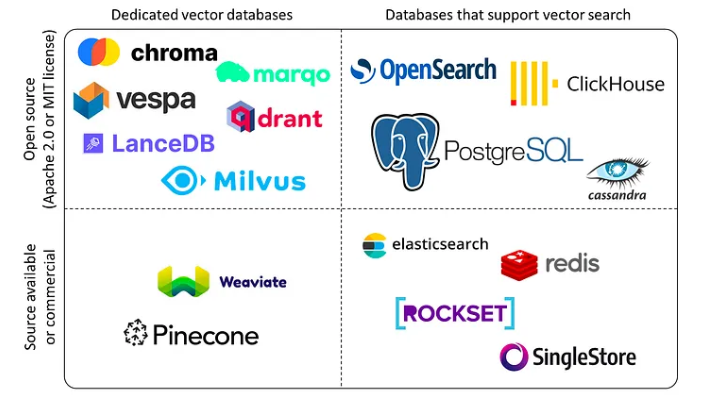 Dedicated vector databases
Databases that support vector search
Open source
(Apache 2.0 or MIT license)
chroma
marqo
vespa
qdrant
LanceDB
Milvus
OpenSearch
ClickHouse
PostgreSQL
cassandra
Source available
or commercial
Weaviate
Pinecone
elasticsearch
redis
[ROCKSET]
SingleStore